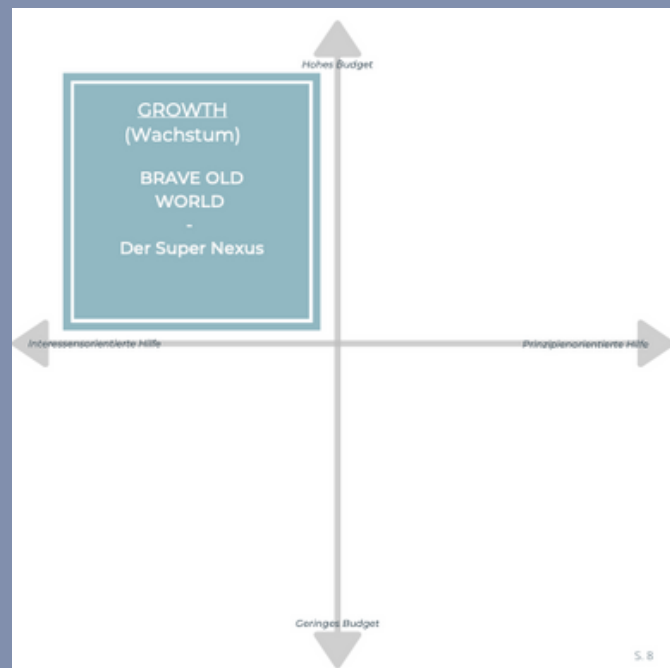 Hohes Budget
GROWTH
(Wachstum)
BRAVE OLD
WORLD
-
Der Super Nexus
Interessensorientierte Hilfe
Prinzipienorientierte Hilfe
Geringes Budget
S. 8